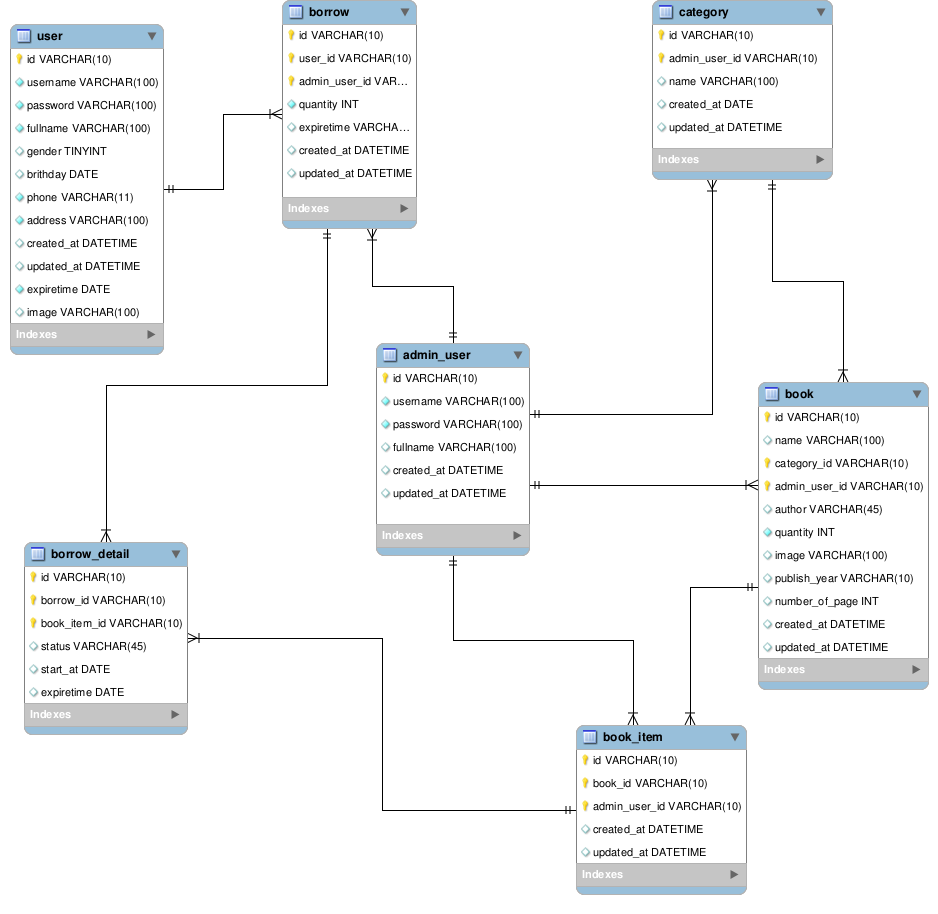 user
id VARCHAR(10)
username VARCHAR(100)
password VARCHAR(100)
fullname VARCHAR(100)
gender TINYINT
brithday DATE
phone VARCHAR(11)
address VARCHAR(100)
created_at DATETIME
updated_at DATETIME
expiretime DATE
image VARCHAR(100)
Indexes
borrow
id VARCHAR(10)
user_id VARCHAR(10)
admin_user_id VAR...
quantity INT
expiretime VARCHA...
created_at DATETIME
updated_at DATETIME
Indexes
category
id VARCHAR(10)
admin_user_id VARCHAR(10)
name VARCHAR(100)
created_at DATE
updated_at DATETIME
Indexes
admin_user
id VARCHAR(10)
username VARCHAR(100)
password VARCHAR(100)
fullname VARCHAR(100)
created_at DATETIME
updated_at DATETIME
Indexes
book
id VARCHAR(10)
name VARCHAR(100)
category_id VARCHAR(10)
admin_user_id VARCHAR(10)
author VARCHAR(45)
quantity INT
image VARCHAR(100)
publish_year VARCHAR(10)
number_of_page INT
created_at DATETIME
updated_at DATETIME
Indexes
borrow_detail
id VARCHAR(10)
borrow_id VARCHAR(10)
book_item_id VARCHAR(10)
status VARCHAR(45)
start_at DATE
expiretime DATE
Indexes
book_item
id VARCHAR(10)
book_id VARCHAR(10)
admin_user_id VARCHAR(10)
created_at DATETIME
updated_at DATETIME
Indexes